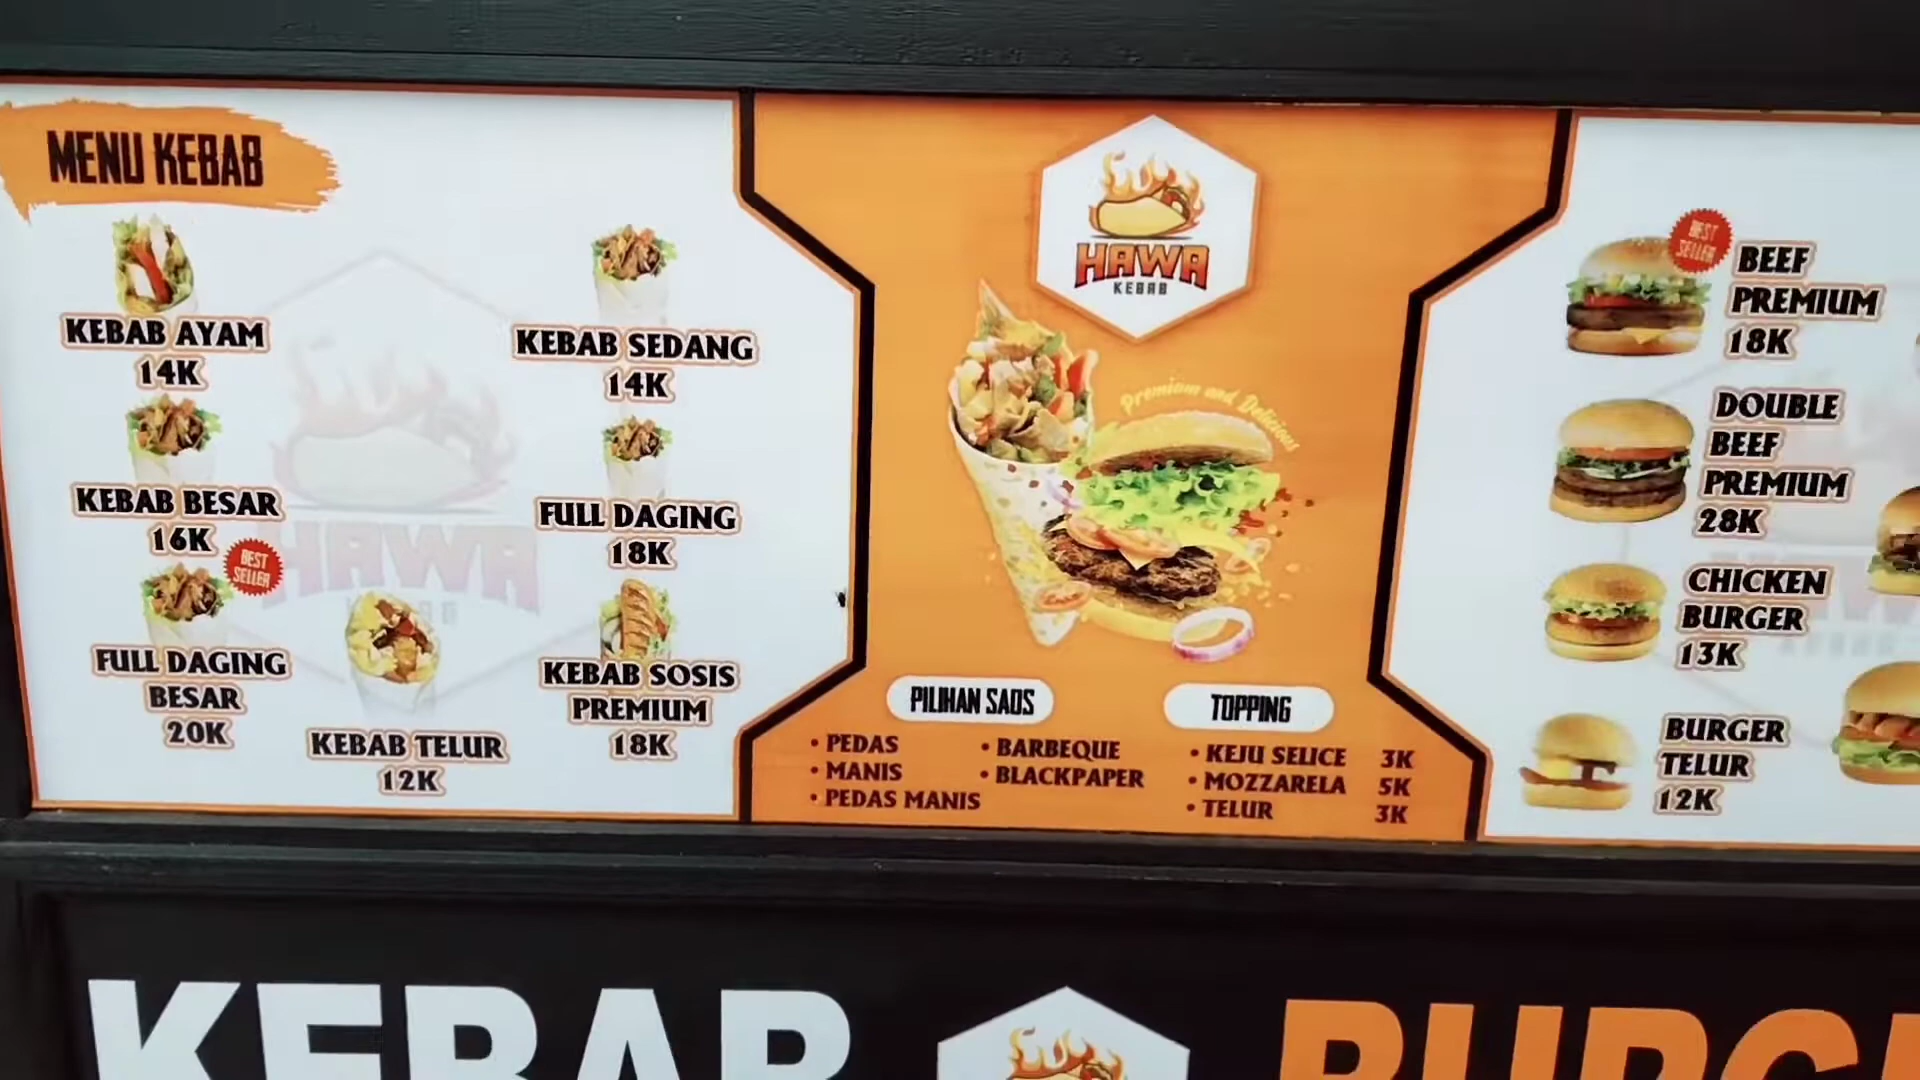 MENU KEBAB
KEBAB AYAM
14K
KEBAB BESAR
16K
BEST
SELLER
FULL DAGING
BESAR
20K
KEBAB TELUR
12K
KEBAB SEDANG
14K
FULL DAGING
18K
KEBAB SOSIS
PREMIUM
18K
HAWA
KEBAB
HAWA
KEBAB
Premium and Delicious
PILIHAN SAOS
• PEDAS
• MANIS
• PEDAS MANIS
• BARBEQUE
• BLACKPAPER
TOPPING
• KEJU SELICE 3K
• MOZZARELA 5K
• TELUR 3K
BEST
SELLER
BEEF
PREMIUM
18K
DOUBLE
BEEF
PREMIUM
28K
CHICKEN
BURGER
13K
BURGER
TELUR
12K
KEBAB